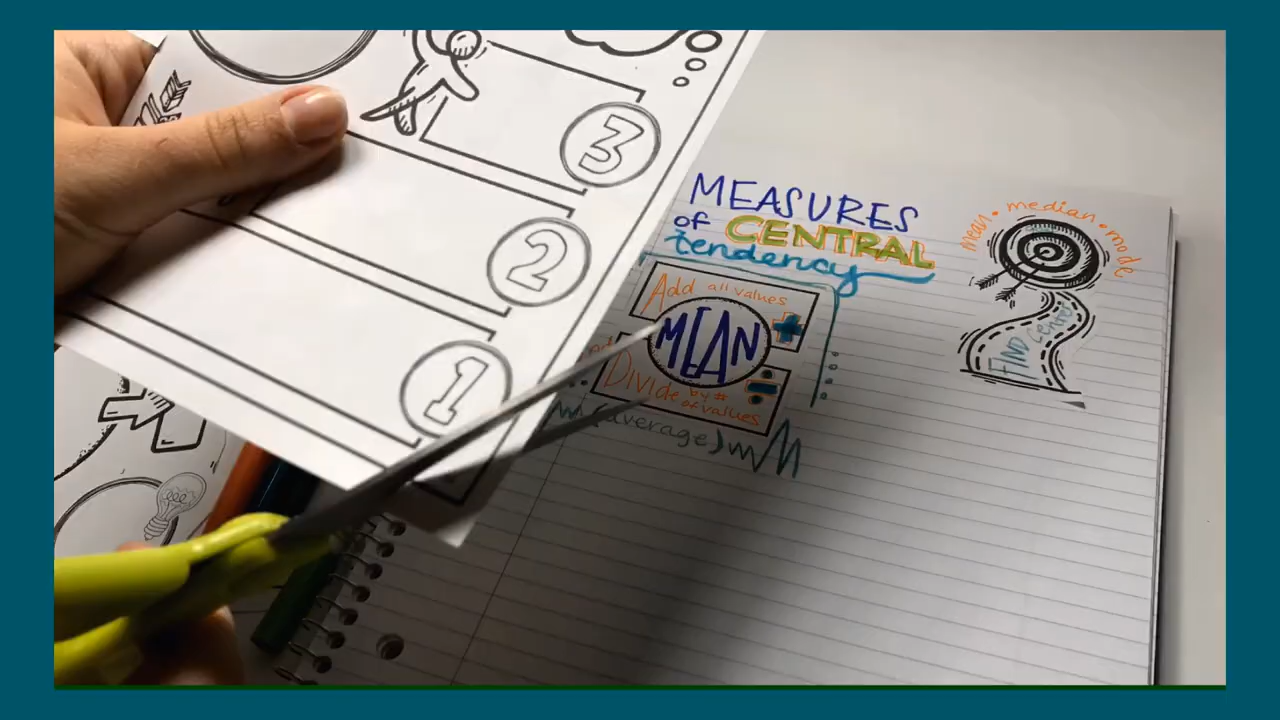 3
2
1
MEASURES
of CENTRAL
tendency
mean • median • mode
FIND Center
Add all values
MEAN
Divide by #
of values
(average)